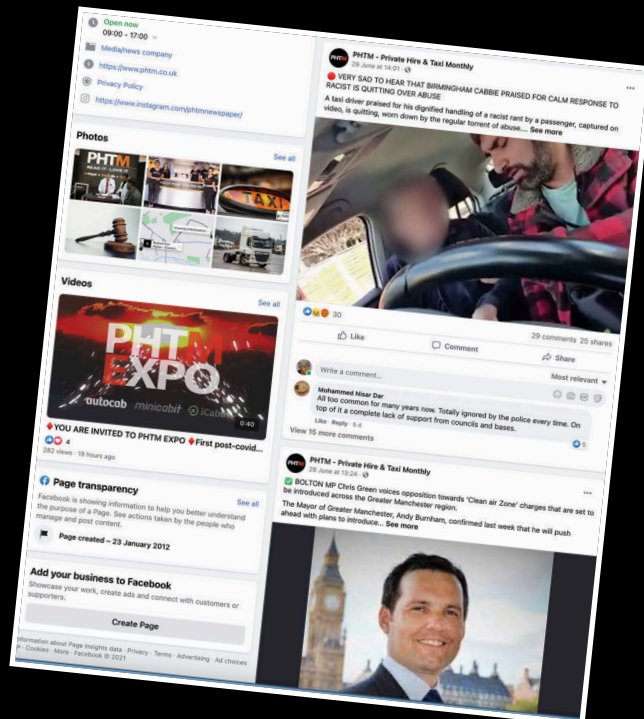 Open now
09:00 - 17:00
Media/news company
https://www.phtm.co.uk
Privacy Policy
https://www.instagram.com/phtmnewspaper/
Photos
See all
PHTM
READ IT · LOVE IT
TAXI
Videos
See all
PHTM
EXPO
autocab minicabit iCabbi
0:40
YOU ARE INVITED TO PHTM EXPO First post-covid...
4
282 views · 19 hours ago
Page transparency
See all
Facebook is showing information to help you better understand
the purpose of a Page. See actions taken by the people who
manage and post content.
Page created – 23 January 2012
Add your business to Facebook
Showcase your work, create ads and connect with customers or
supporters.
Create Page
Information about Page Insights data · Privacy · Terms · Advertising · Ad choices
· Cookies · More · Facebook © 2021
PHTM
PHTM - Private Hire & Taxi Monthly
29 June at 14:01 ·
VERY SAD TO HEAR THAT BIRMINGHAM CABBIE PRAISED FOR CALM RESPONSE TO
RACIST IS QUITTING OVER ABUSE
A taxi driver praised for his dignified handling of a racist rant by a passenger, captured on
video, is quitting, worn down by the regular torrent of abuse.... See more
30
29 comments 25 shares
Like
Comment
Share
Most relevant
Write a comment...
Mohammed Nisar Dar
All too common for many years now. Totally ignored by the police every time. On
top of it a complete lack of support from councils and bases.
5
Like · Reply · 5 d
View 15 more comments
PHTM
PHTM - Private Hire & Taxi Monthly
29 June at 13:24 ·
BOLTON MP Chris Green voices opposition towards 'Clean air Zone' charges that are set to
be introduced across the Greater Manchester region.
The Mayor of Greater Manchester, Andy Burnham, confirmed last week that he will push
ahead with plans to introduce... See more